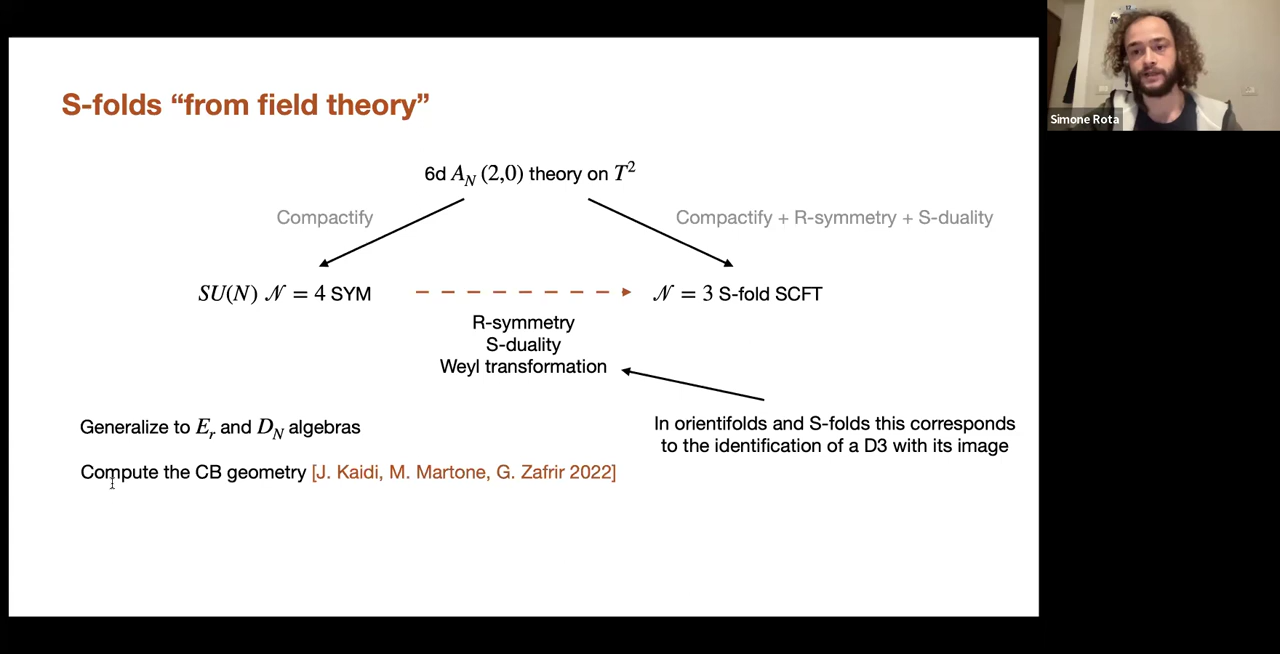 S-folds “from field theory”
Simone Rota
6d A_N (2,0) theory on T²
Compactify
Compactify + R-symmetry + S-duality
SU(N) 𝒩 = 4 SYM
𝒩 = 3 S-fold SCFT
R-symmetry
S-duality
Weyl transformation
Generalize to E_r and D_N algebras
In orientifolds and S-folds this corresponds
to the identification of a D3 with its image
Compute the CB geometry [J. Kaidi, M. Martone, G. Zafrir 2022]